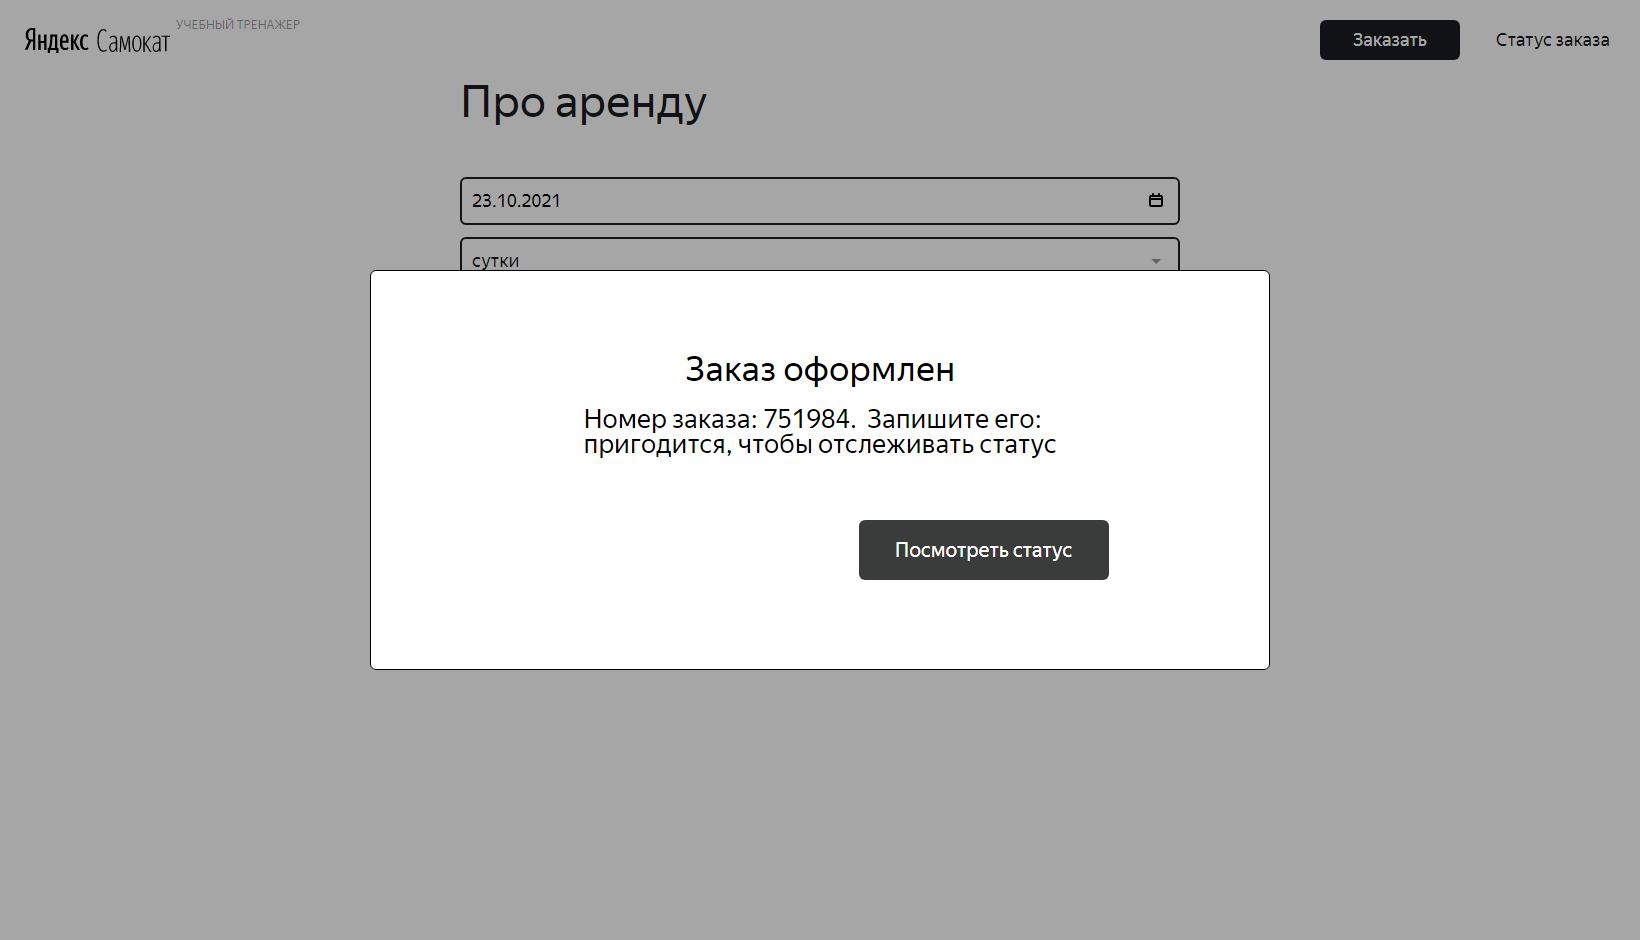 Яндекс Самокат
УЧЕБНЫЙ ТРЕНАЖЕР
Заказать
Статус заказа
Про аренду
23.10.2021
сутки
Заказ оформлен
Номер заказа: 751984.  Запишите его:
пригодится, чтобы отслеживать статус
Посмотреть статус